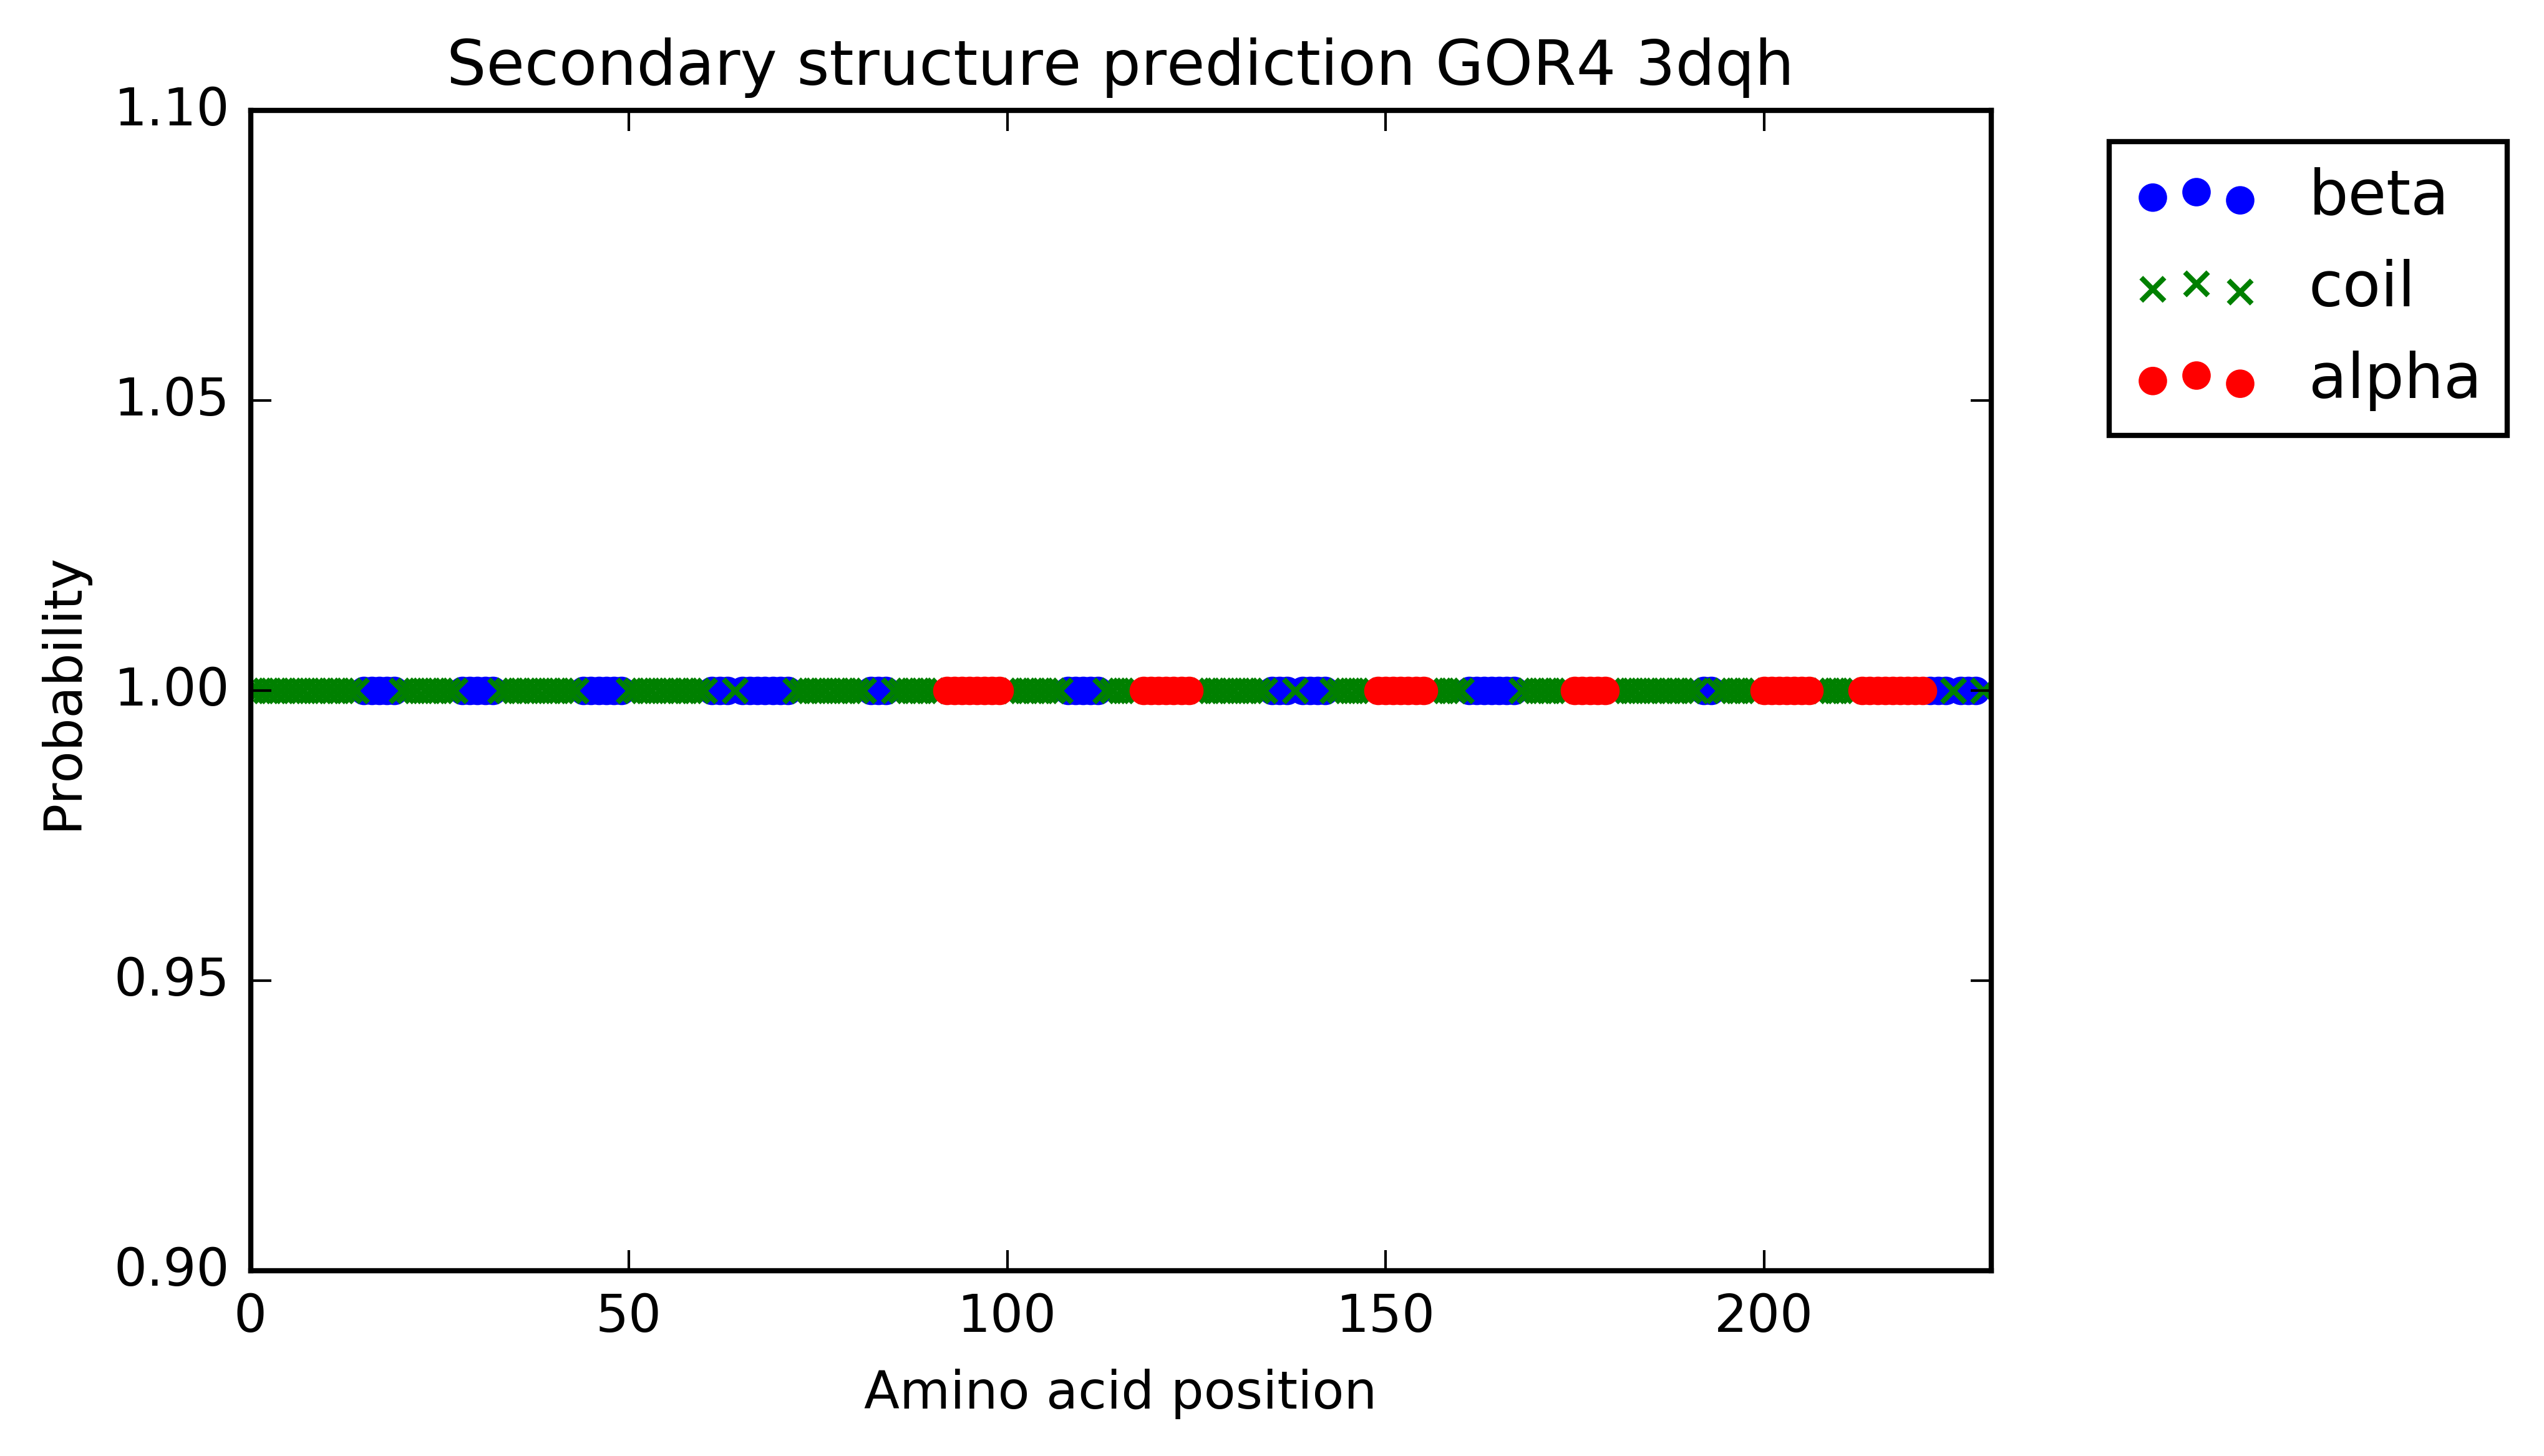 Secondary structure prediction GOR4 3dqh
1.10
1.05
1.00
0.95
0.90
Probability
0 50 100 150 200
Amino acid position
beta
coil
alpha